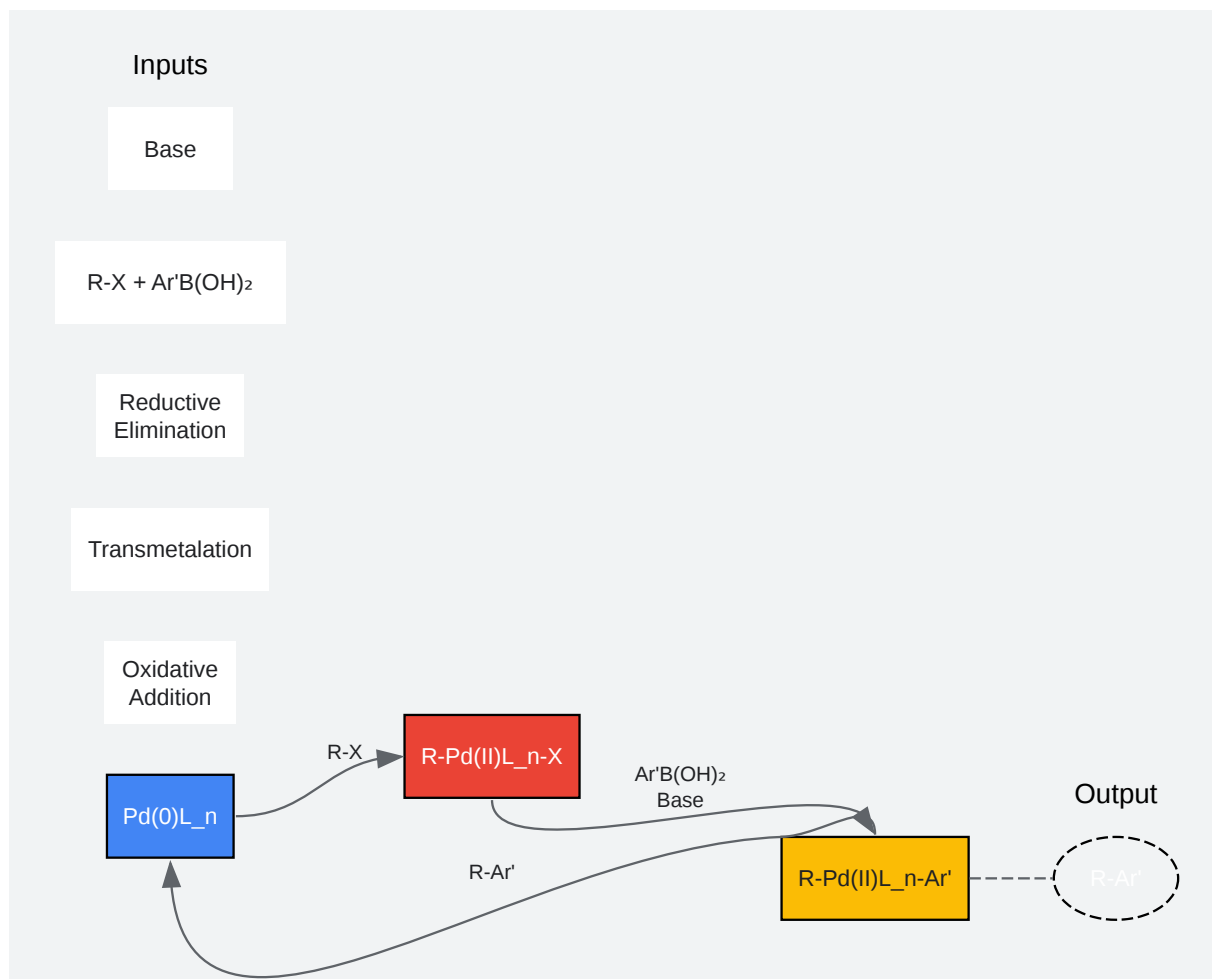 Inputs
Base
R-X + Ar'B(OH)₂
Reductive
Elimination
Transmetalation
Oxidative
Addition
R-X
R-Pd(II)L_n-X
Ar'B(OH)₂
Base
Output
Pd(0)L_n
R-Ar'
R-Pd(II)L_n-Ar'
R-Ar'